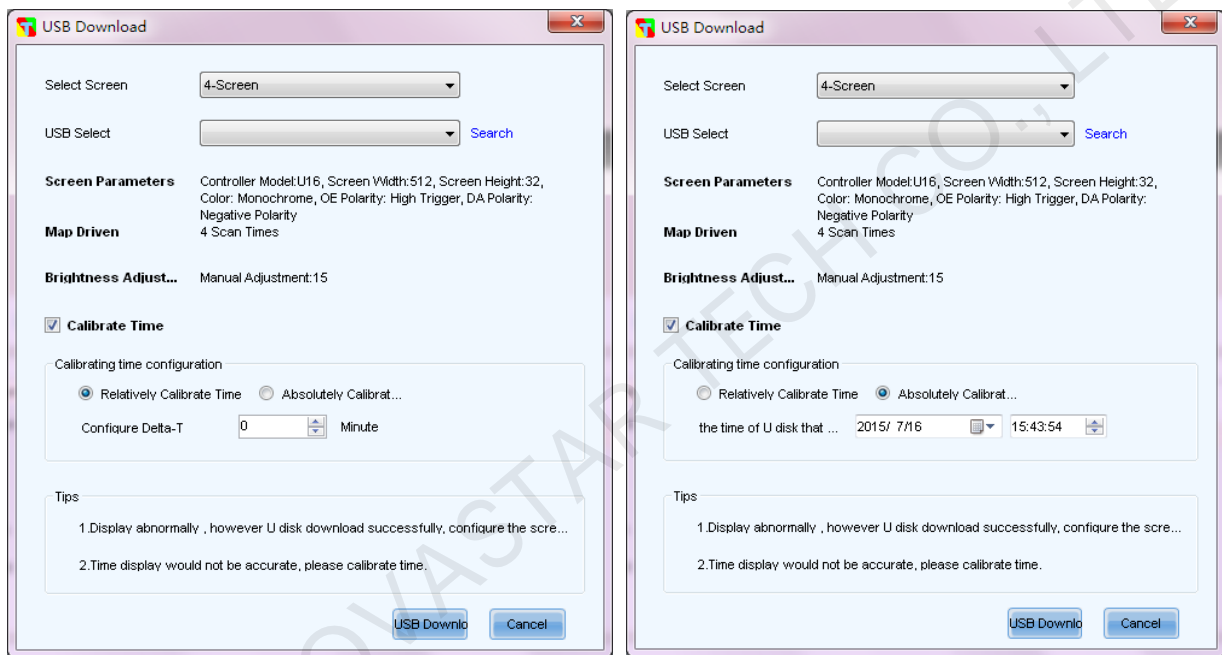 USB Download
X
Select Screen
4-Screen
USB Select
Search
Screen Parameters
Controller Model:U16, Screen Width:512, Screen Height:32,
Color: Monochrome, OE Polarity: High Trigger, DA Polarity:
Negative Polarity
Map Driven
4 Scan Times
Brightness Adjust...
Manual Adjustment:15
Calibrate Time
Calibrating time configuration
Relatively Calibrate Time
Absolutely Calibrat...
Configure Delta-T
0
Minute
Tips
1.Display abnormally , however U disk download successfully, configure the scre...
2.Time display would not be accurate, please calibrate time.
USB Downlo
Cancel
USB Download
X
Select Screen
4-Screen
USB Select
Search
Screen Parameters
Controller Model:U16, Screen Width:512, Screen Height:32,
Color: Monochrome, OE Polarity: High Trigger, DA Polarity:
Negative Polarity
Map Driven
4 Scan Times
Brightness Adjust...
Manual Adjustment:15
Calibrate Time
Calibrating time configuration
Relatively Calibrate Time
Absolutely Calibrat...
the time of U disk that ...
2015/ 7/16
15:43:54
Tips
1.Display abnormally , however U disk download successfully, configure the scre...
2.Time display would not be accurate, please calibrate time.
USB Downlo
Cancel
OVASTAR TECH CO., LT